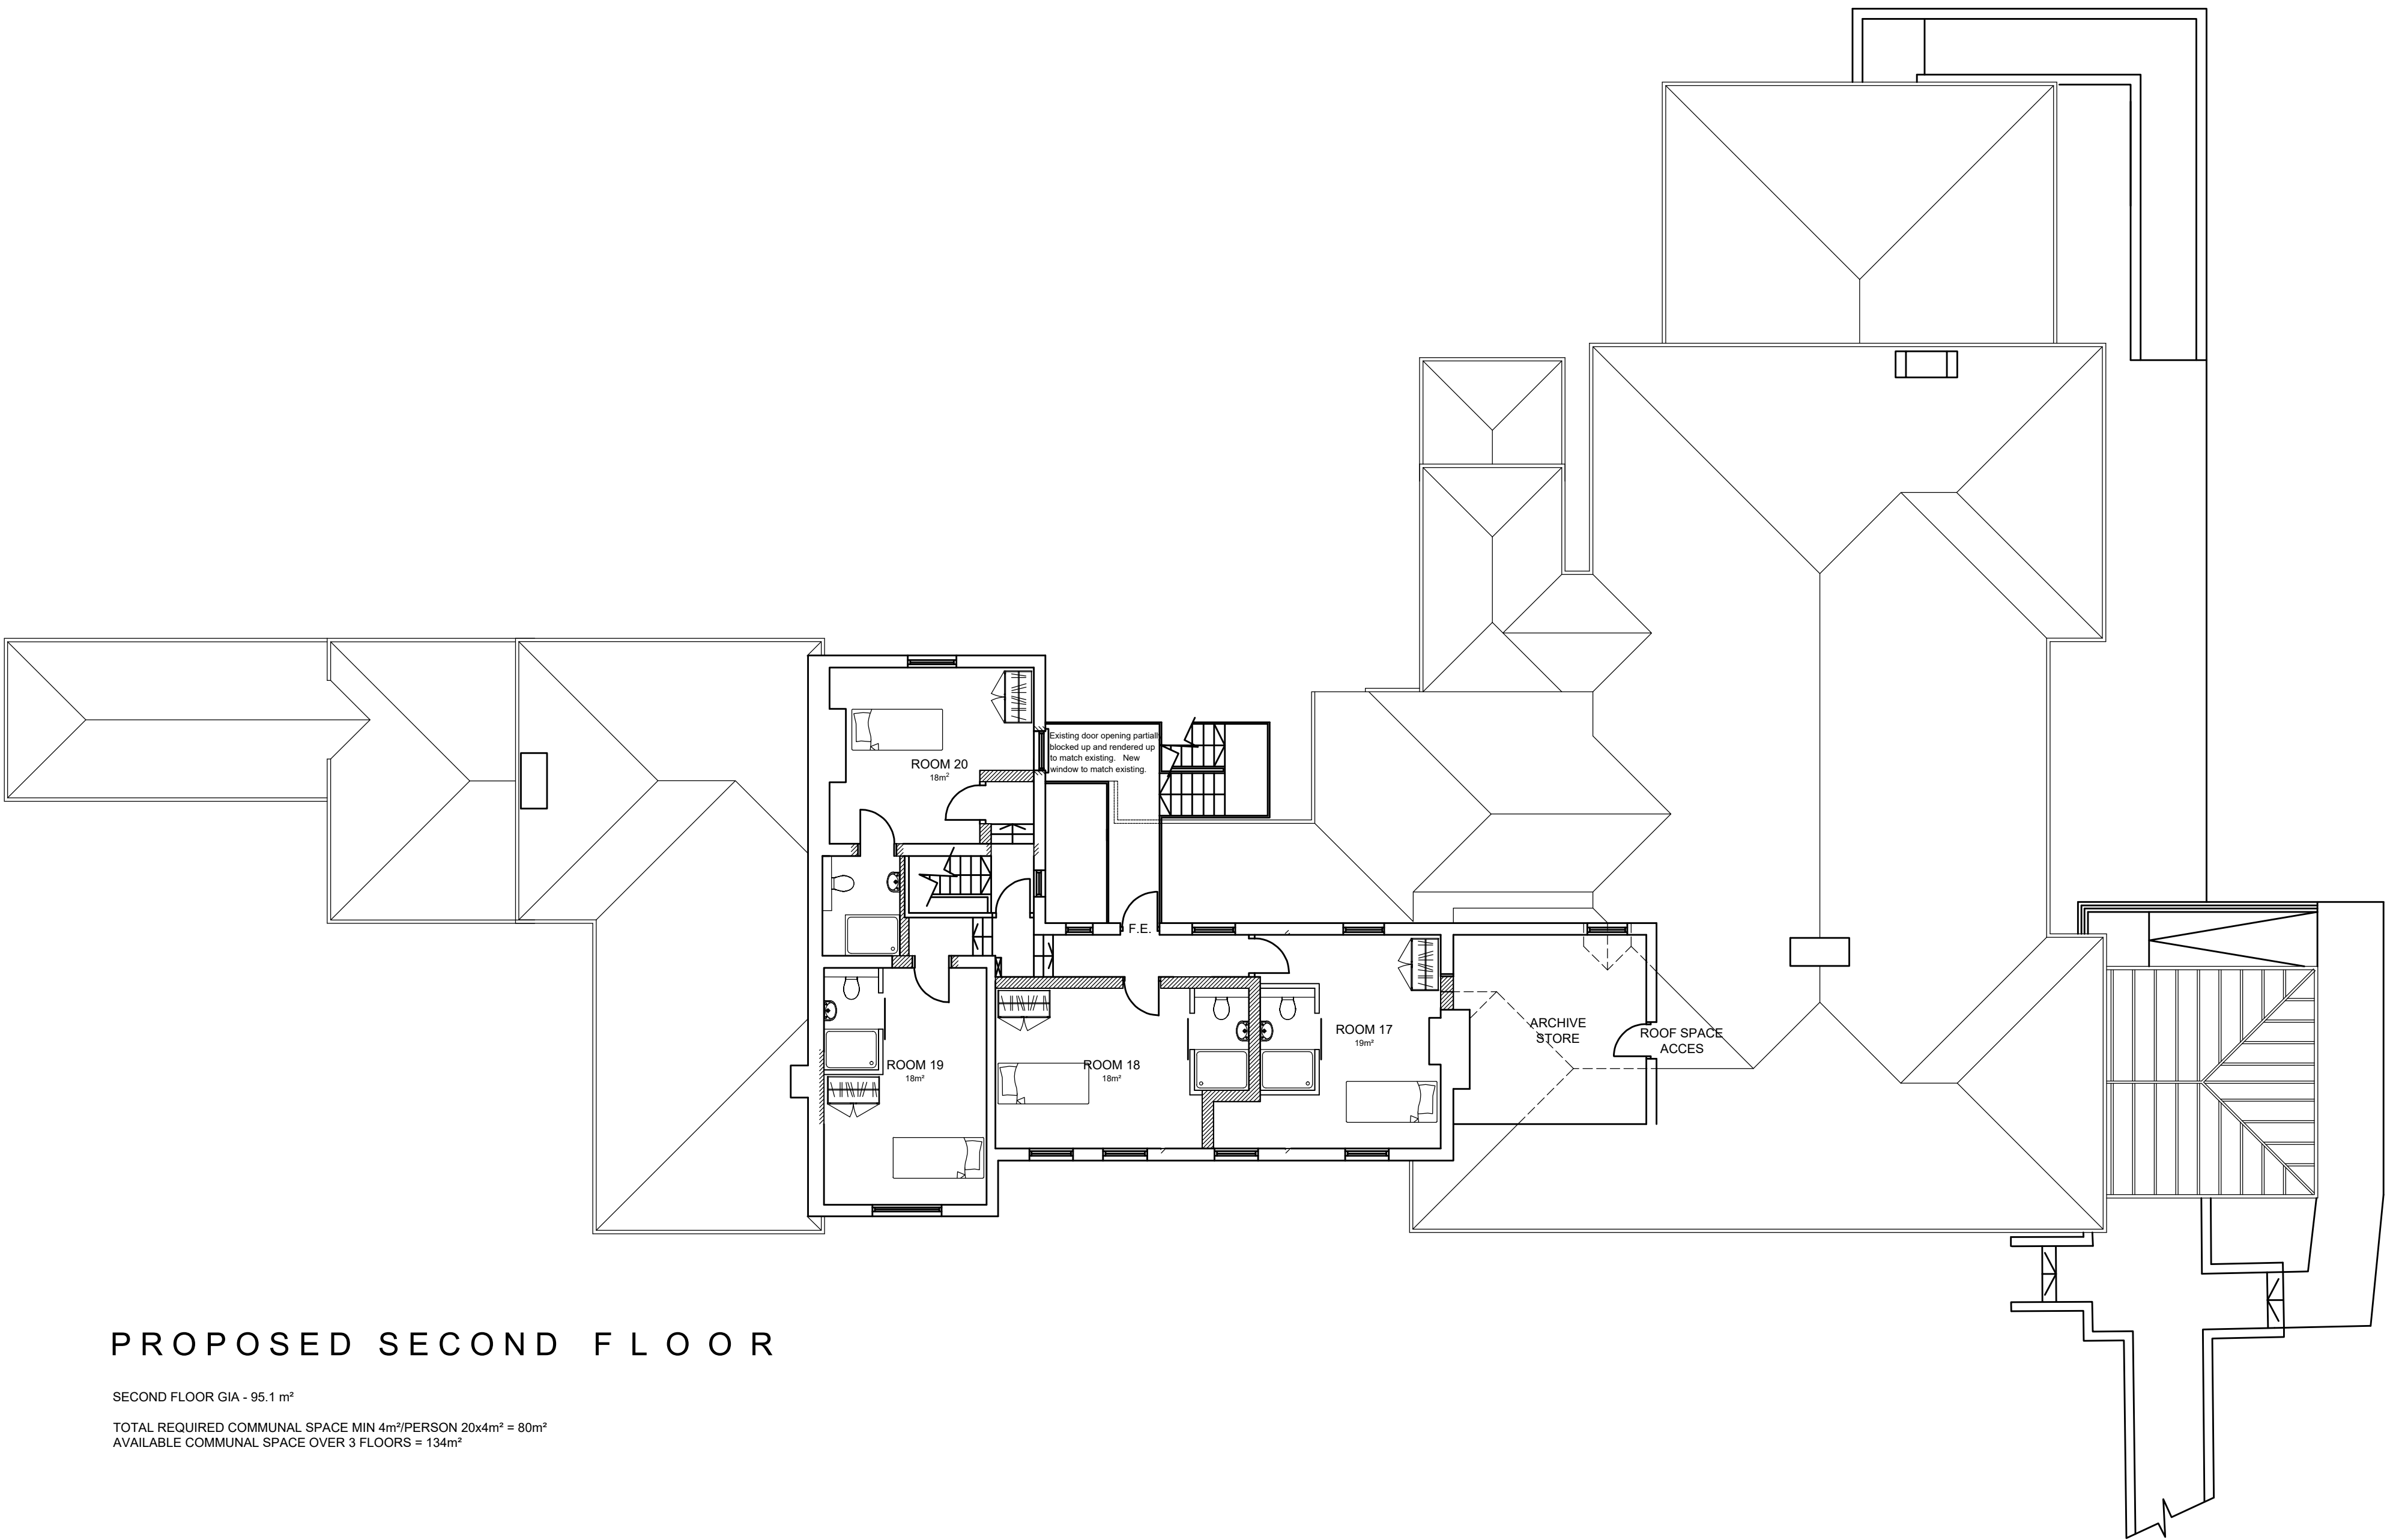 Existing door opening partially
blocked up and rendered up
to match existing. New
window to match existing.
ROOM 20
18m²
F.E.
ROOM 19
18m²
ROOM 18
18m²
ROOM 17
19m²
ARCHIVE
STORE
ROOF SPACE
ACCES
PROPOSED SECOND FLOOR
SECOND FLOOR GIA - 95.1 m²
TOTAL REQUIRED COMMUNAL SPACE MIN 4m²/PERSON 20x4m² = 80m²
AVAILABLE COMMUNAL SPACE OVER 3 FLOORS = 134m²